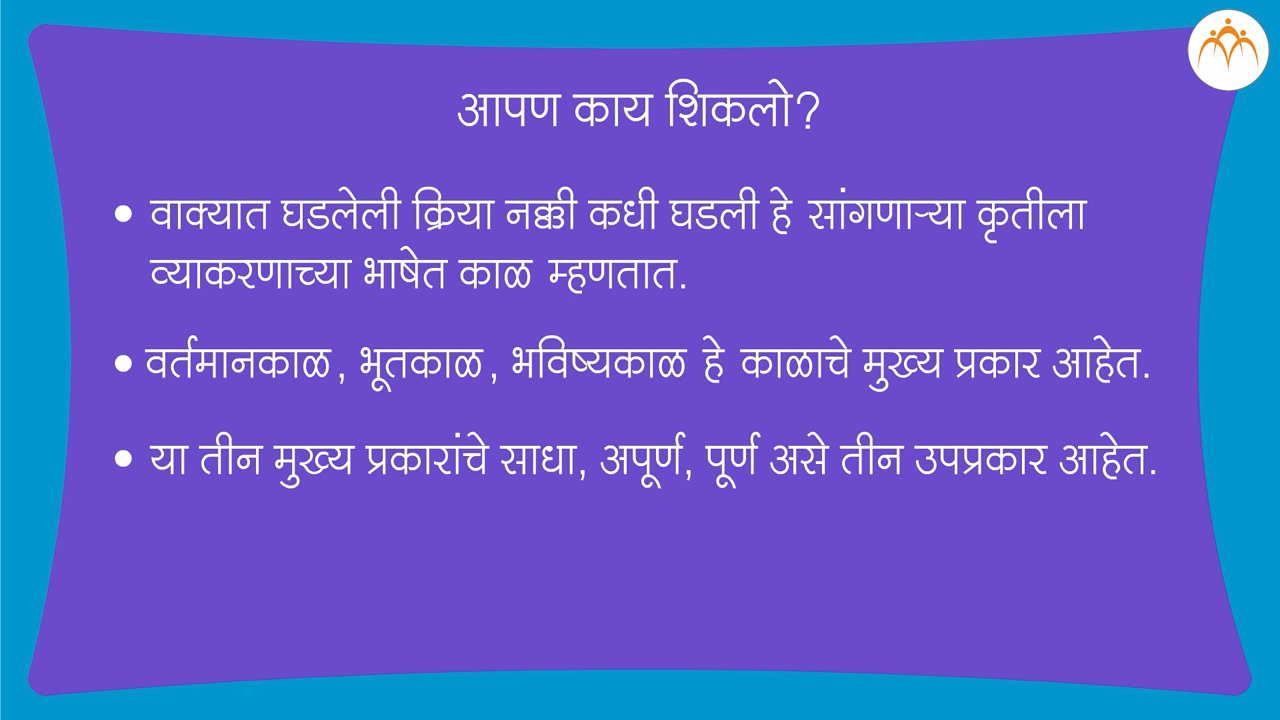 आपण काय शिकलो?
• वाक्यात घडलेली क्रिया नक्की कधी घडली हे सांगणाऱ्या कृतीला
व्याकरणाच्या भाषेत काळ म्हणतात.
• वर्तमानकाळ, भूतकाळ, भविष्यकाळ हे काळाचे मुख्य प्रकार आहेत.
• या तीन मुख्य प्रकारांचे साधा, अपूर्ण, पूर्ण असे तीन उपप्रकार आहेत.